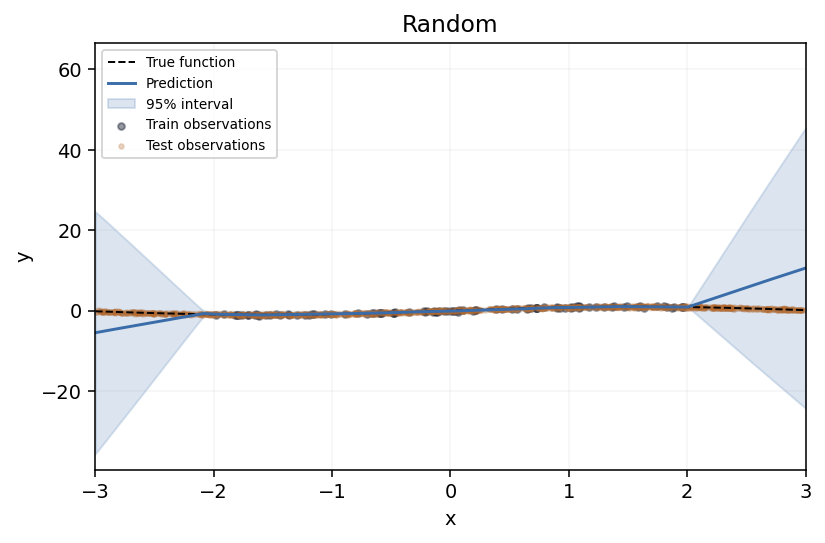 Random
True function
Prediction
95% interval
Train observations
Test observations
y
60
40
20
0
−20
−3
−2
−1
0
1
2
3
x